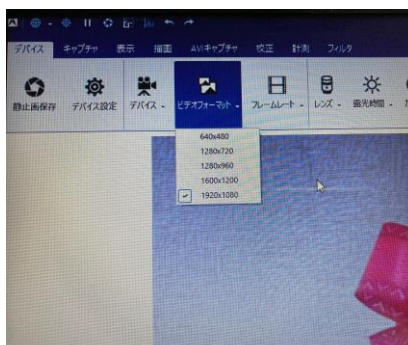 デバイス キャプチャ 表示 描画 AVIキャプチャ 校正 計測 フィルタ
静止画保存 デバイス設定 デバイス ビデオフォーマット フレームレート レンズ 露光時間
640x480
1280x720
1280x960
1600x1200
1920x1080